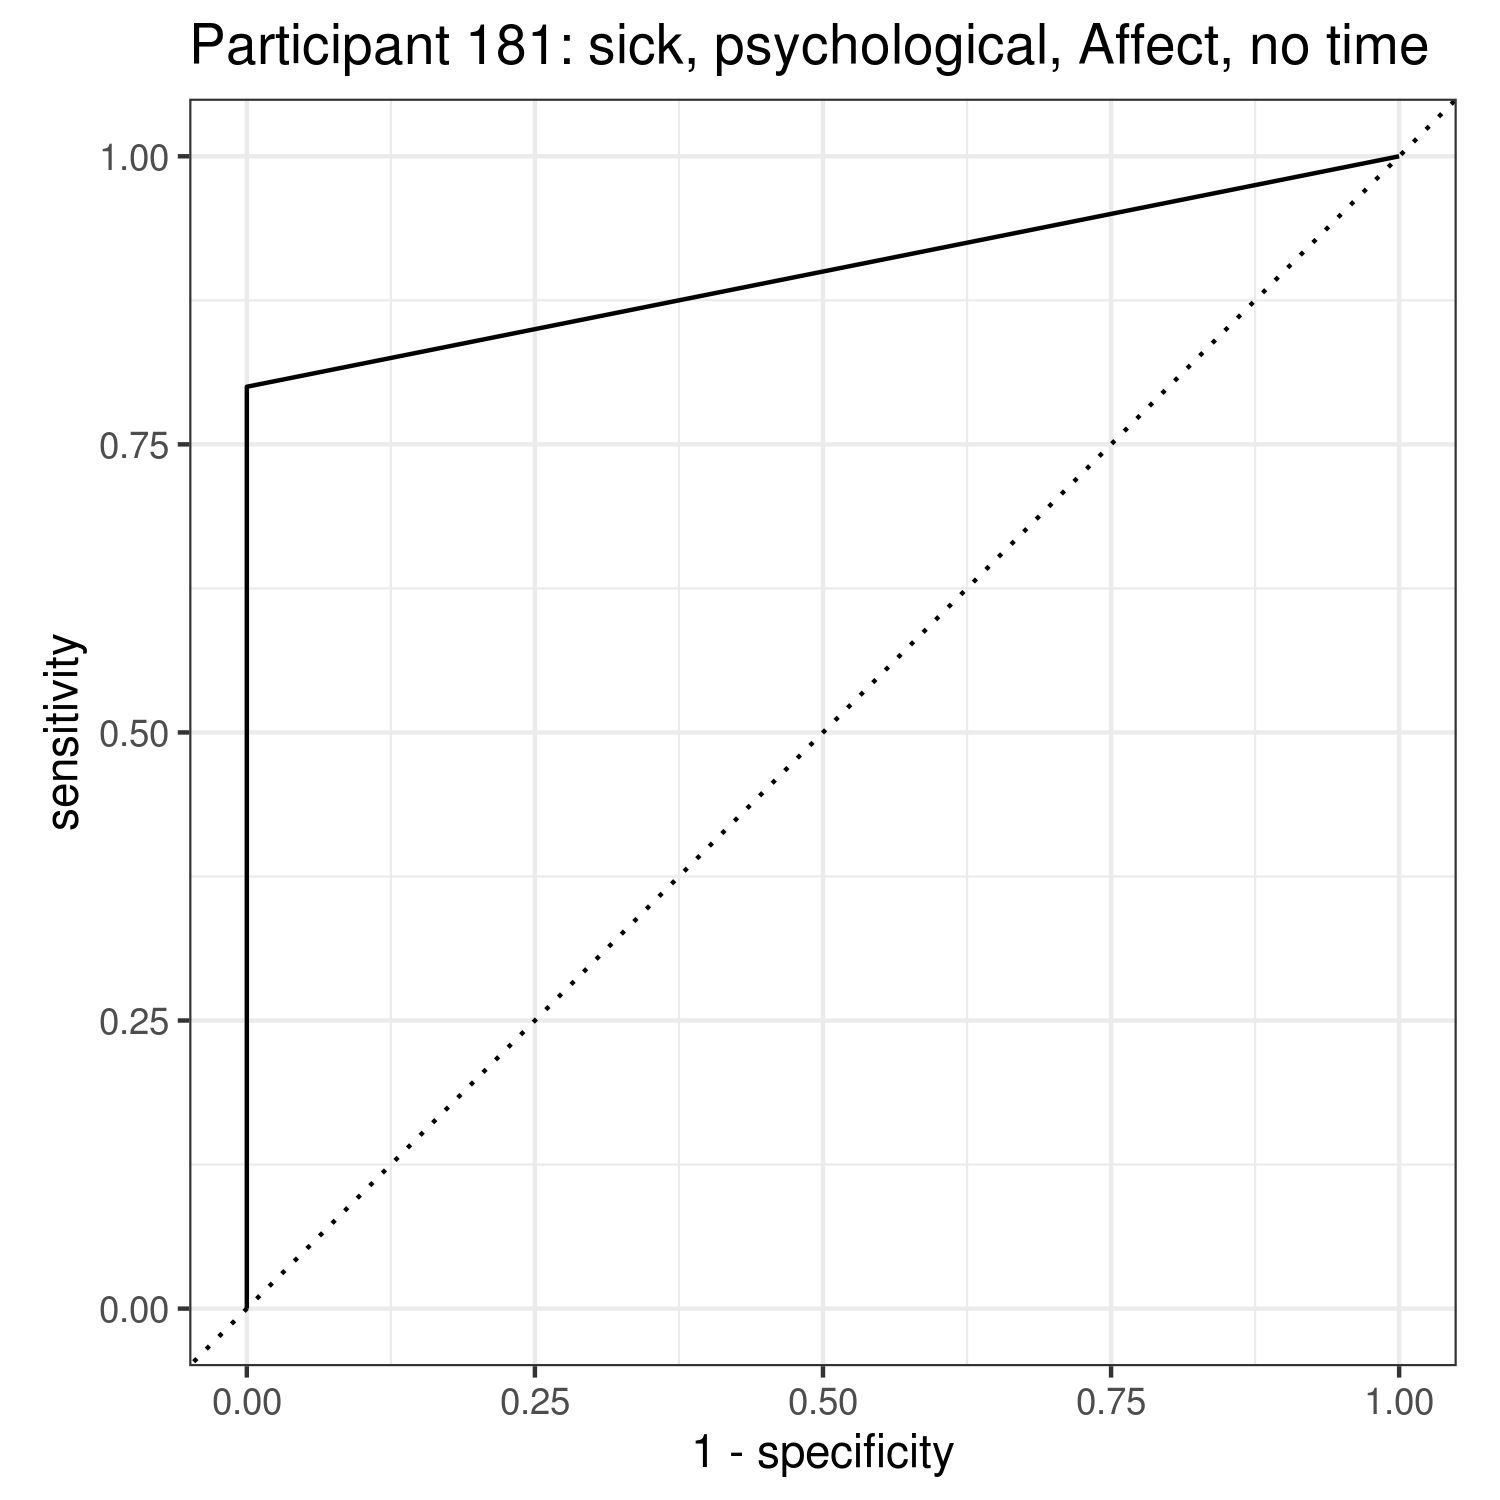 Participant 181: sick, psychological, Affect, no time
1.00
0.75
0.50
0.25
0.00
sensitivity
0.00 0.25 0.50 0.75 1.00
1 - specificity